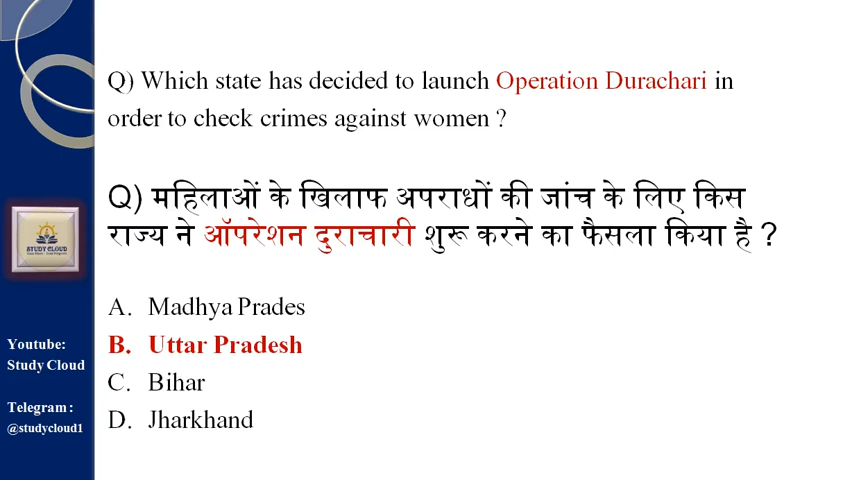 Q) Which state has decided to launch Operation Durachari in
order to check crimes against women ?
Q) महिलाओं के खिलाफ अपराधों की जांच के लिए किस
राज्य ने ऑपरेशन दुराचारी शुरू करने का फैसला किया है ?
A. Madhya Prades
B. Uttar Pradesh
C. Bihar
D. Jharkhand
STUDY CLOUD
Youtube:
Study Cloud
Telegram :
@studycloud1